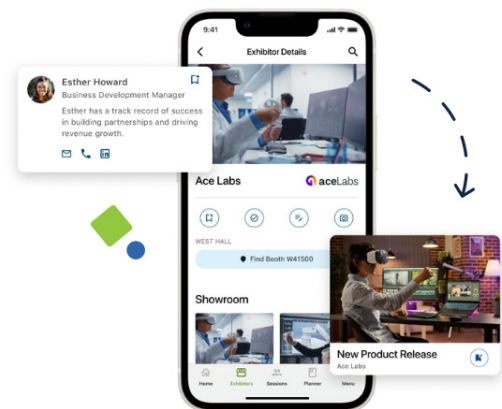 9:41
Exhibitor Details
Esther Howard
Business Development Manager
Esther has a track record of success
in building partnerships and driving
revenue growth.
in
Ace Labs
aceLabs
WEST HALL
Find Booth W41500
Showroom
New Product Release
Ace Labs
Home
Exhibitors
Sessions
Planner
Menu